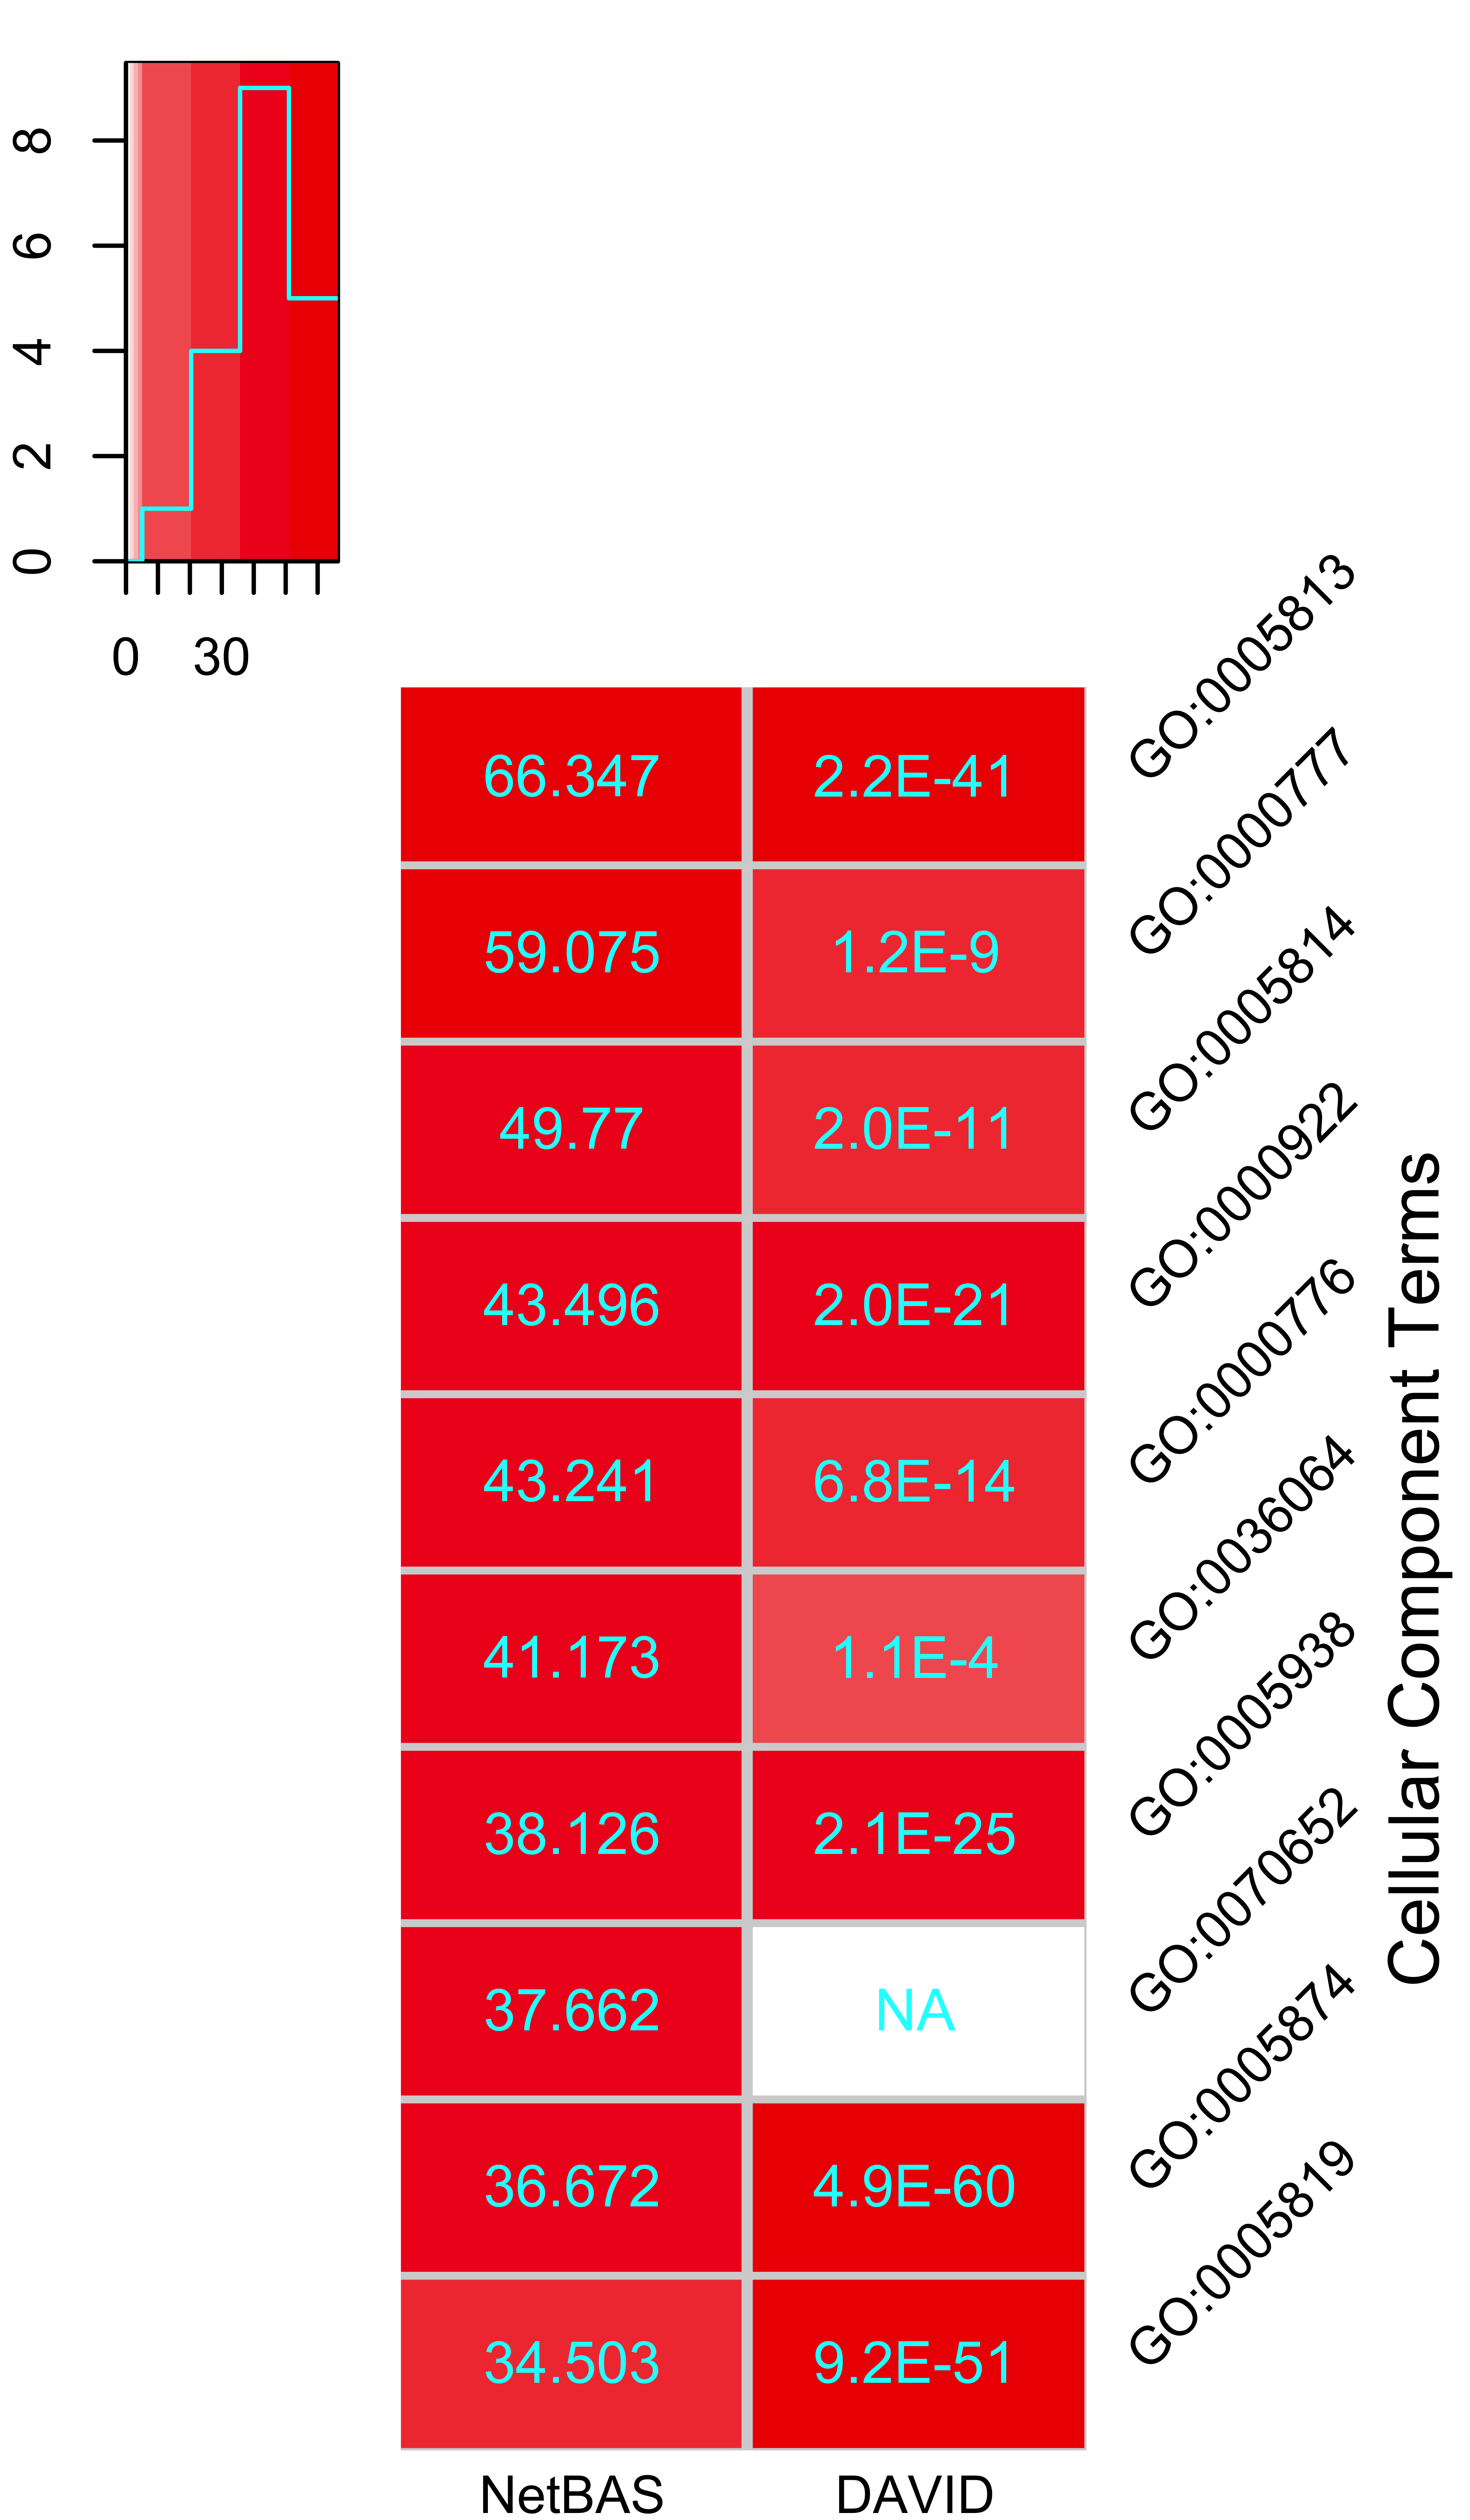 8
6
4
2
0
0 30
66.347 2.2E-41 GO:0005813
59.075 1.2E-9 GO:0000777
49.77 2.0E-11 GO:0005814
43.496 2.0E-21 GO:0000922
43.241 6.8E-14 GO:0000776
41.173 1.1E-4 GO:0036064
38.126 2.1E-25 GO:0005938
37.662 NA GO:0070652
36.672 4.9E-60 GO:0005874
34.503 9.2E-51 GO:0005819
Cellular Component Terms
NetBAS DAVID